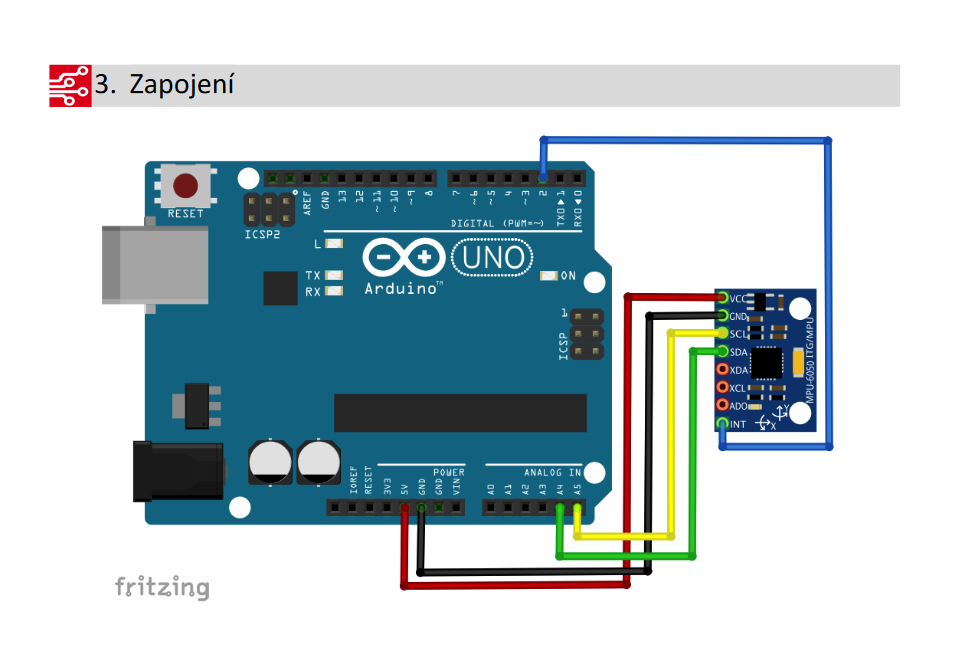 3. Zapojení
RESET
ICSP2
AREF
GND
13
12
~11
~10
~9
8
7
~6
~5
4
~3
2
TX0▶1
RX0◀0
DIGITAL (PWM=~)
L
TX
RX
Arduino™
UNO
ON
1
ICSP
VCC
GND
SCL
SDA
XDA
XCL
ADO
INT
MPU-6050 ITG/MPU
Y
X
IOREF
RESET
3V3
5V
GND
GND
VIN
POWER
ANALOG IN
A0
A1
A2
A3
A4
A5
fritzing